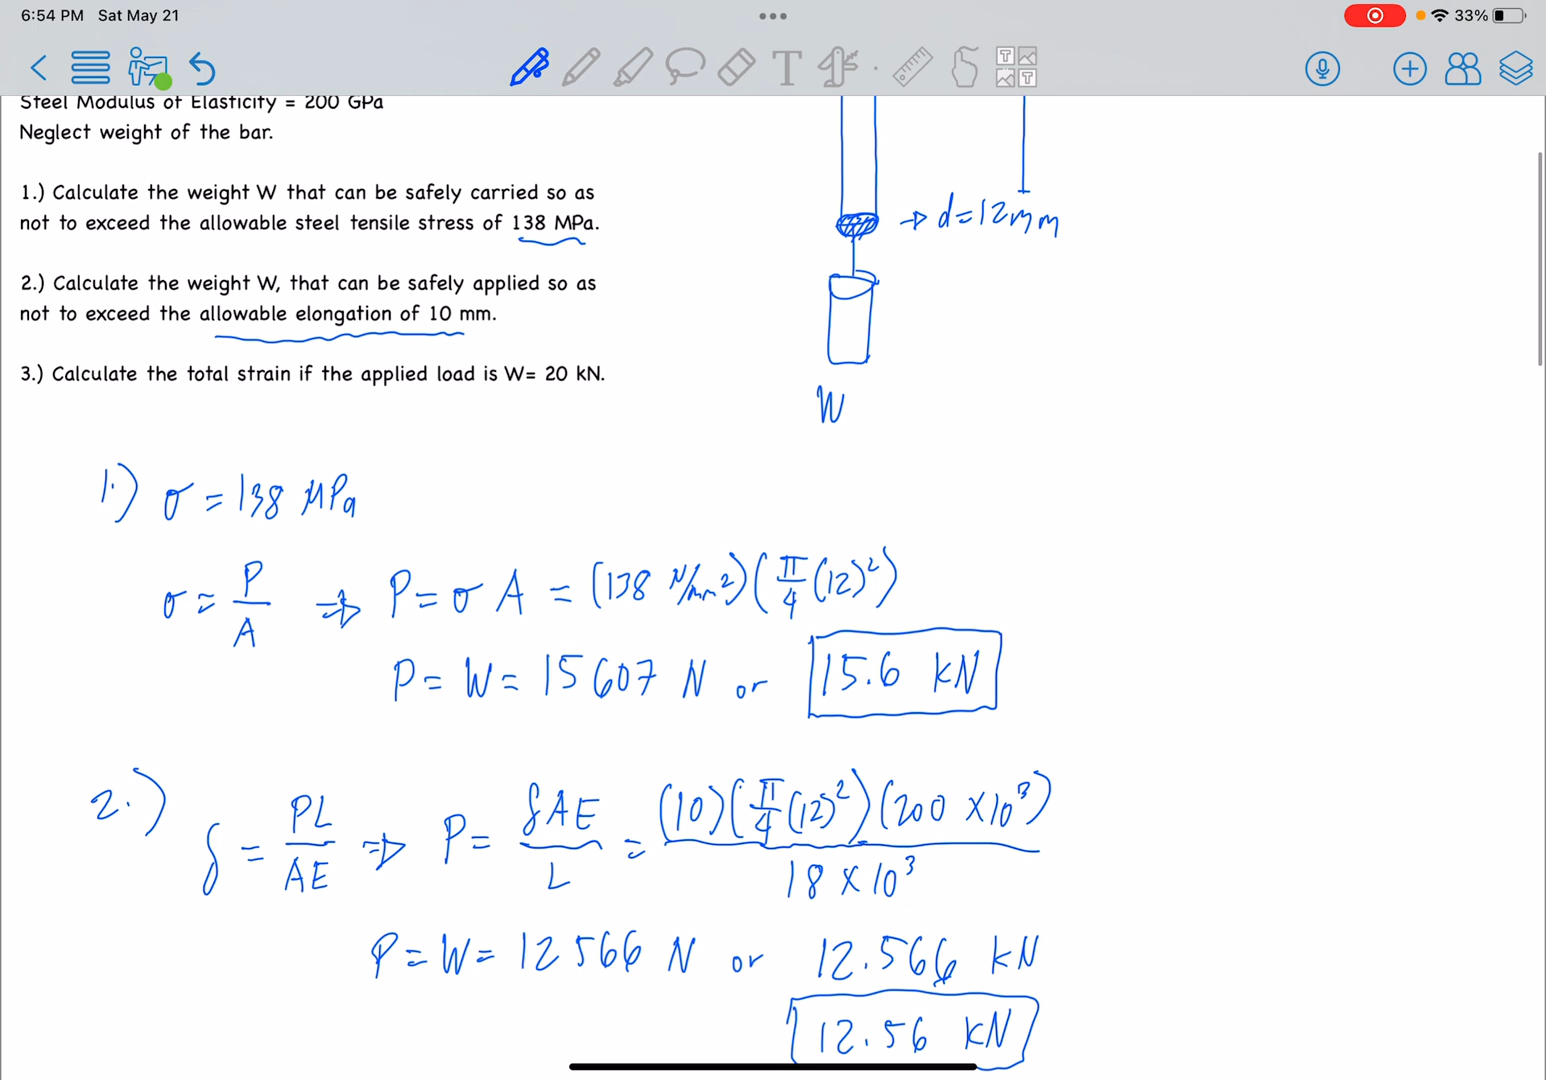 6:54 PM Sat May 21
33%
Steel Modulus of Elasticity = 200 GPa
Neglect weight of the bar.
1.) Calculate the weight W that can be safely carried so as
not to exceed the allowable steel tensile stress of 138 MPa.
2.) Calculate the weight W, that can be safely applied so as
not to exceed the allowable elongation of 10 mm.
3.) Calculate the total strain if the applied load is W= 20 kN.
→ d=12mm
W
1.) σ = 138 MPa
σ = P/A ⇒ P = σ A = (138 N/mm²)(π/4 (12)²)
P = W = 15607 N or 15.6 kN
2.) δ = PL/AE ⇒ P = δAE/L = (10)(π/4 (12)²)(200 ×10³)/18 ×10³
P = W = 12566 N or 12.566 kN
12.56 kN